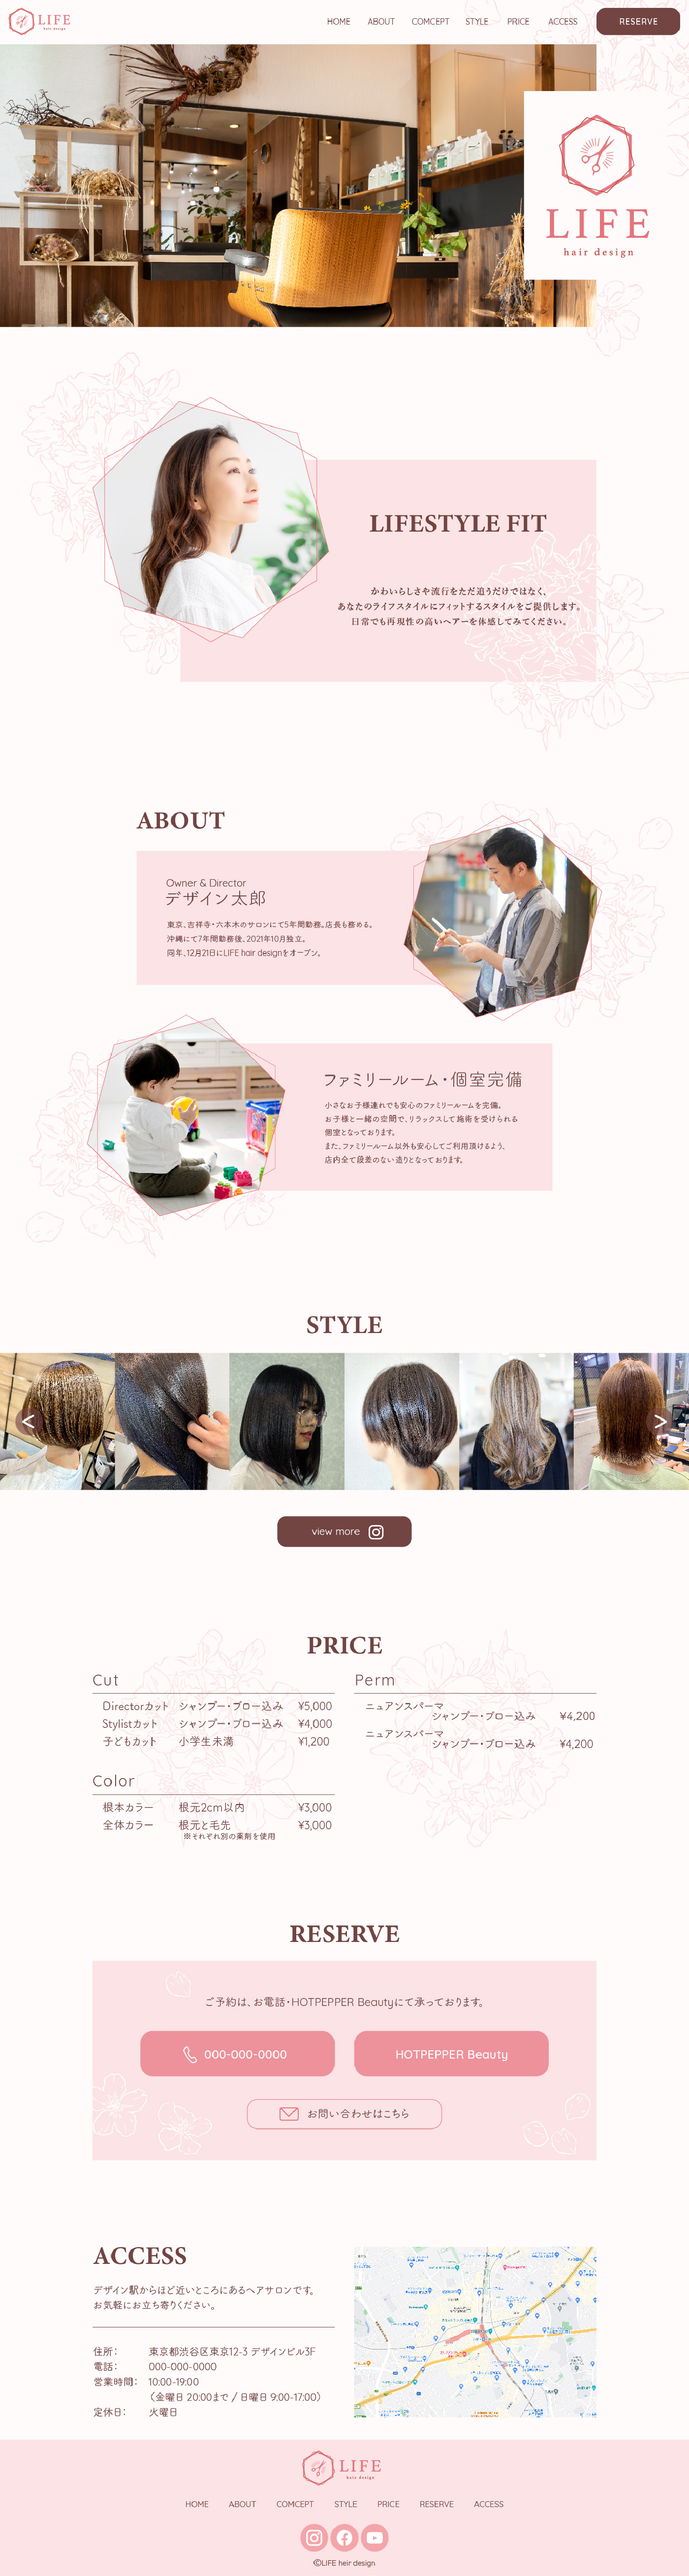 LIFE
hair design
HOME ABOUT COMCEPT STYLE PRICE ACCESS RESERVE
LIFE
hair design
LIFESTYLE FIT
かわいらしさや流行をただ追うだけではなく、
あなたのライフスタイルにフィットするスタイルをご提供します。
日常でも再現性の高いヘアーを体感してみてください。
ABOUT
Owner & Director
デザイン太郎
東京、吉祥寺・六本木のサロンにて5年間勤務。店長も務める。
沖縄にて7年間勤務後、2021年10月独立。
同年、12月21日にLIFE hair designをオープン。
ファミリールーム・個室完備
小さなお子様連れでも安心のファミリールームを完備。
お子様と一緒の空間で、リラックスして施術を受けられる
個室となっております。
また、ファミリールーム以外も安心してご利用頂けるよう、
店内全て段差のない造りとなっております。
STYLE
<
>
view more
PRICE
Cut
Directorカット シャンプー・ブロー込み ¥5,000
Stylistカット シャンプー・ブロー込み ¥4,000
子どもカット 小学生未満 ¥1,200
Color
根本カラー 根元2cm以内 ¥3,000
全体カラー 根元と毛先 ¥3,000
※それぞれ別の薬剤を使用
Perm
ニュアンスパーマ
シャンプー・ブロー込み ¥4,200
ニュアンスパーマ
シャンプー・ブロー込み ¥4,200
RESERVE
ご予約は、お電話・HOTPEPPER Beautyにて承っております。
000-000-0000
HOTPEPPER Beauty
お問い合わせはこちら
ACCESS
デザイン駅からほど近いところにあるヘアサロンです。
お気軽にお立ち寄りください。
住所： 東京都渋谷区東京12-3 デザインビル3F
電話： 000-000-0000
営業時間： 10:00-19:00
（金曜日 20:00まで / 日曜日 9:00-17:00）
定休日： 火曜日
LIFE
hair design
HOME ABOUT COMCEPT STYLE PRICE RESERVE ACCESS
©LIFE heir design